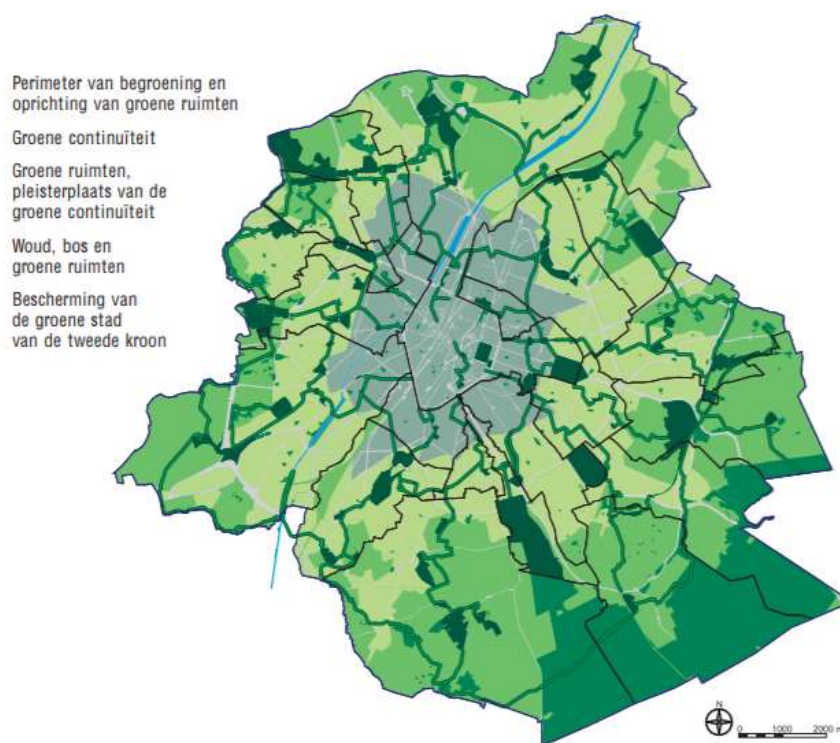 Perimeter van begroening en
oprichting van groene ruimten
Groene continuïteit
Groene ruimten,
pleisterplaats van de
groene continuïteit
Woud, bos en
groene ruimten
Bescherming van
de groene stad
van de tweede kroon
N
0 1000 2000 m